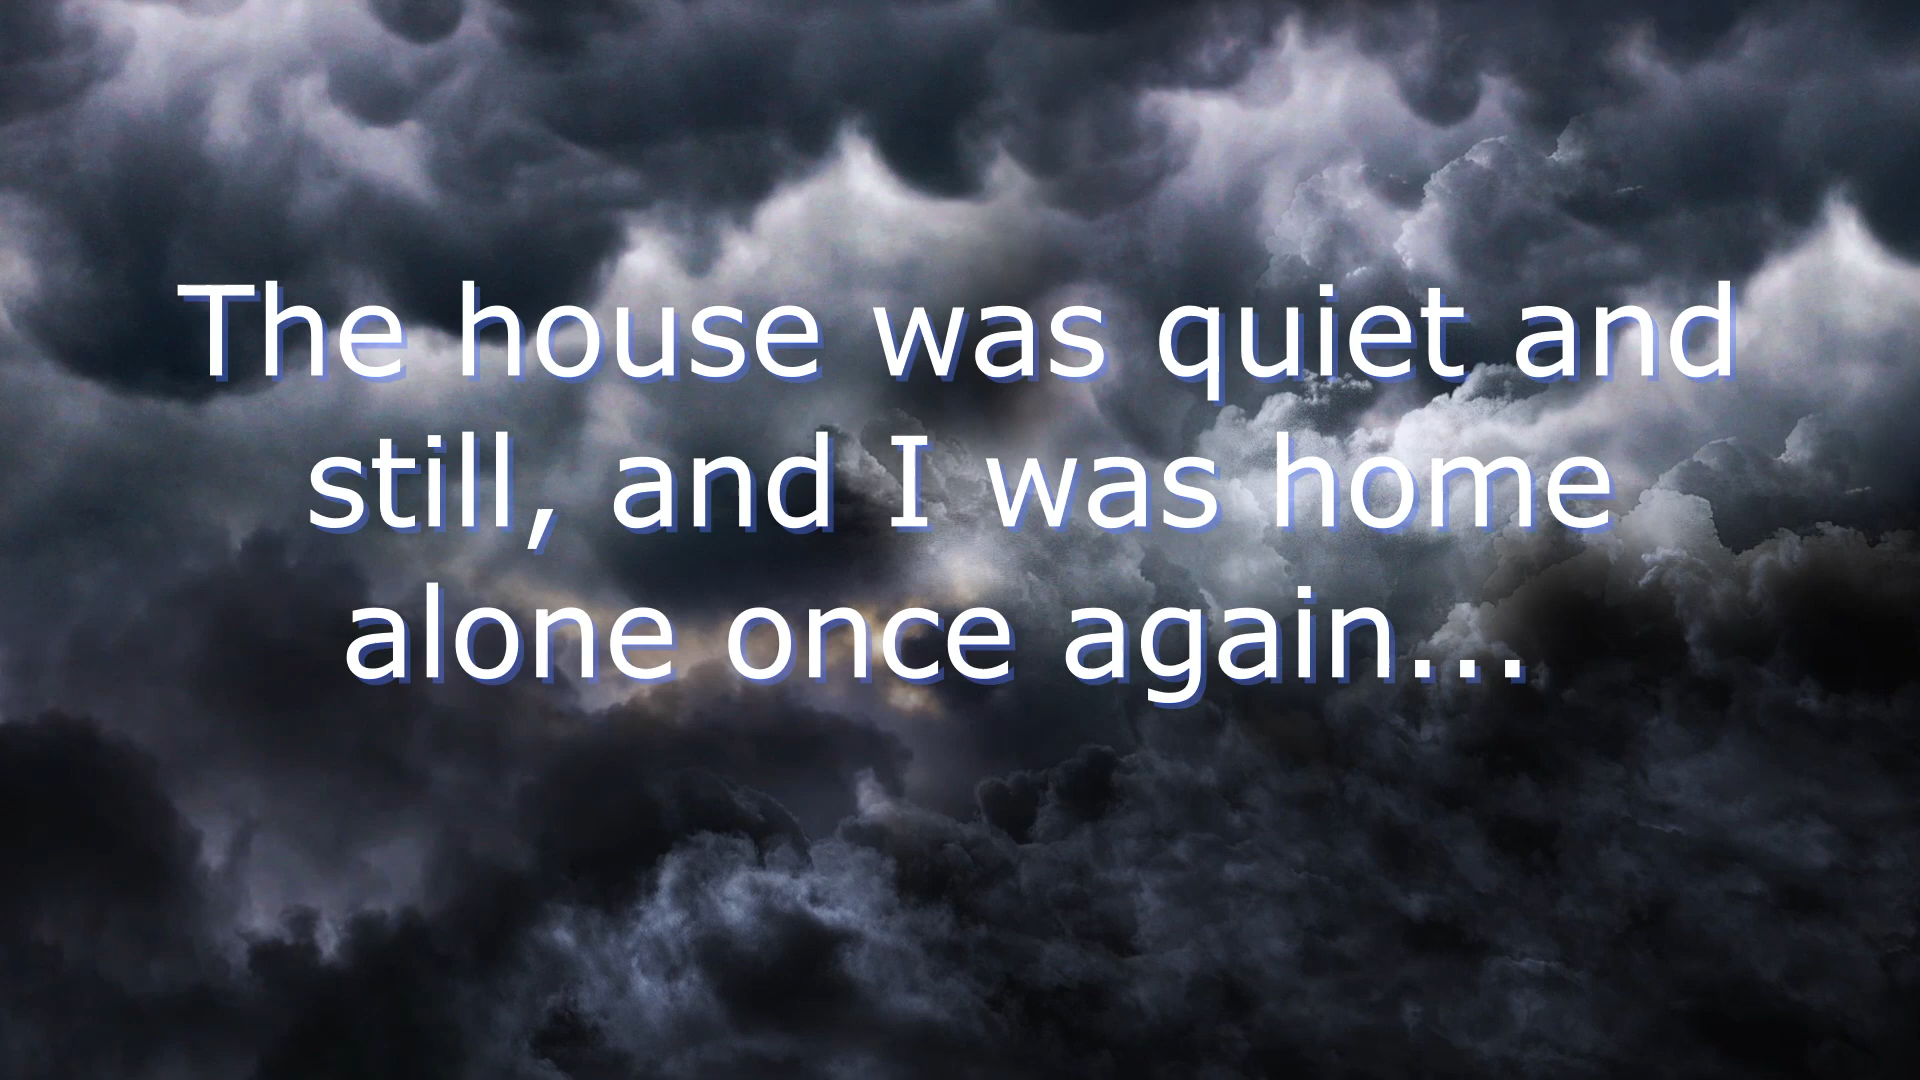 The house was quiet and
still, and I was home
alone once again...